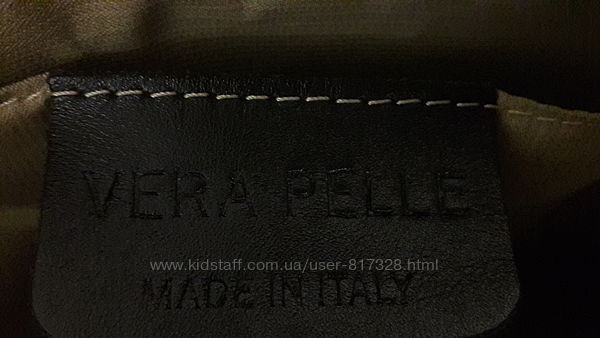 VERA PELLE
www.kidstaff.com.ua/user-817328.html
MADE IN ITALY